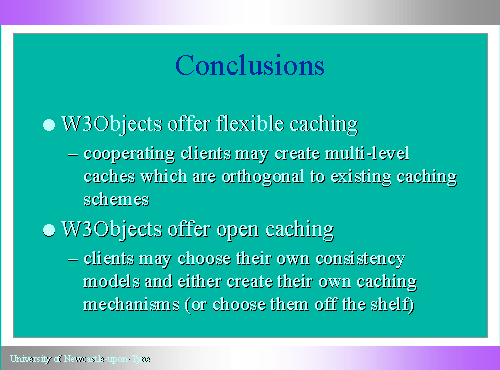 Conclusions
W3Objects offer flexible caching
– cooperating clients may create multi-level
caches which are orthogonal to existing caching
schemes
W3Objects offer open caching
– clients may choose their own consistency
models and either create their own caching
mechanisms (or choose them off the shelf)
University of Newcastle upon Tyne